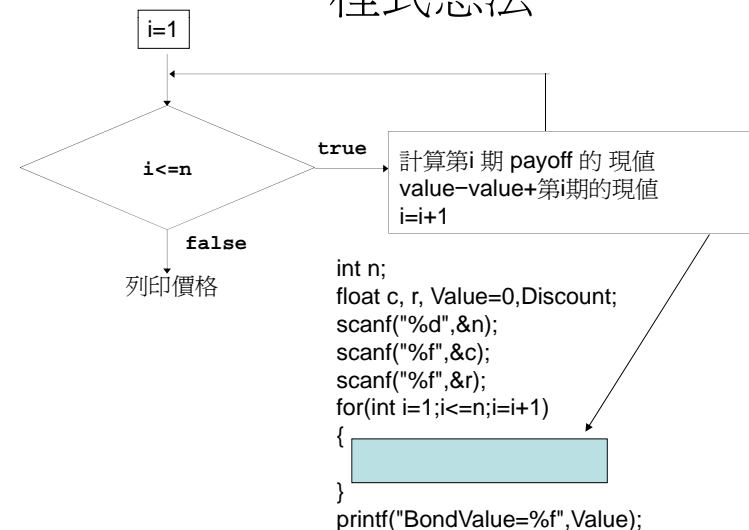 程式想法
i=1
i<=n
true
計算第i 期 payoff 的 現值
value−value+第i期的現值
i=i+1
false
列印價格
int n;
float c, r, Value=0,Discount;
scanf("%d",&n);
scanf("%f",&c);
scanf("%f",&r);
for(int i=1;i<=n;i=i+1)
{
}
printf("BondValue=%f",Value);